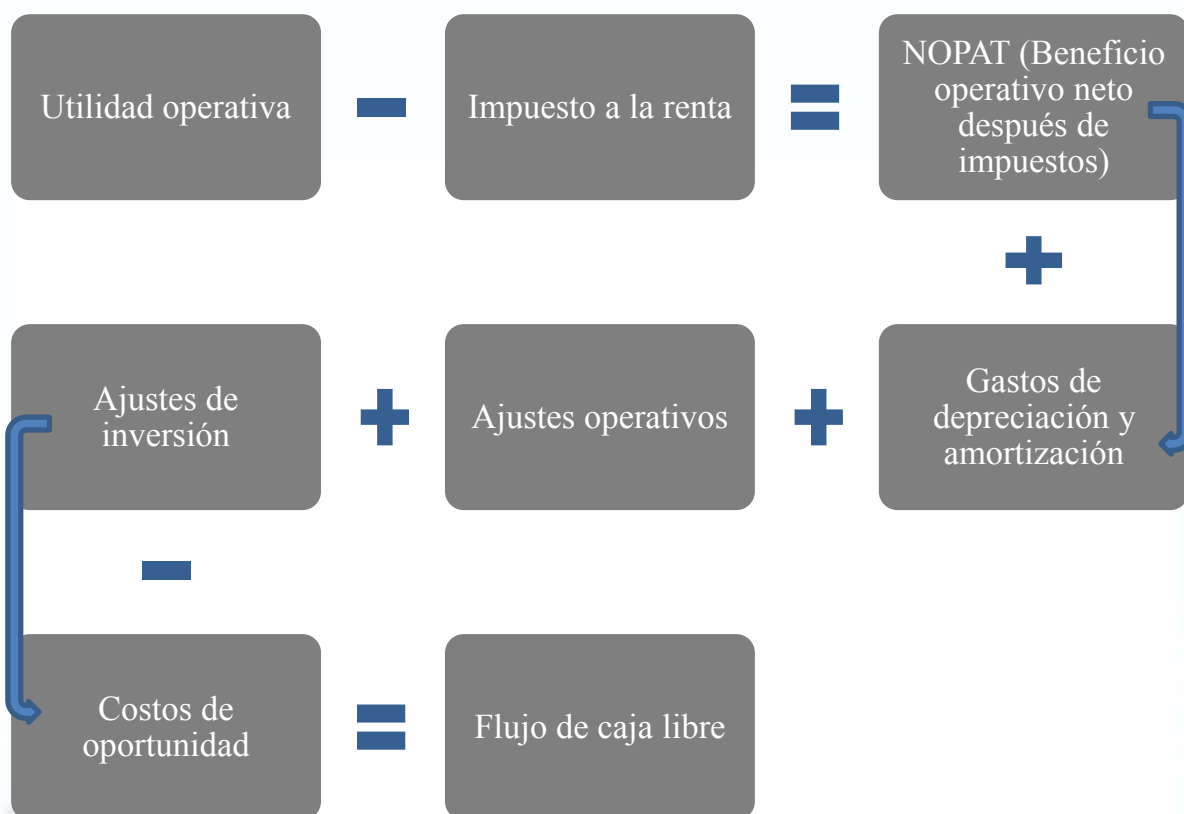 Utilidad operativa
Impuesto a la renta
NOPAT (Beneficio
operativo neto
después de
impuestos)
Ajustes de
inversión
Ajustes operativos
Gastos de
depreciación y
amortización
Costos de
oportunidad
Flujo de caja libre